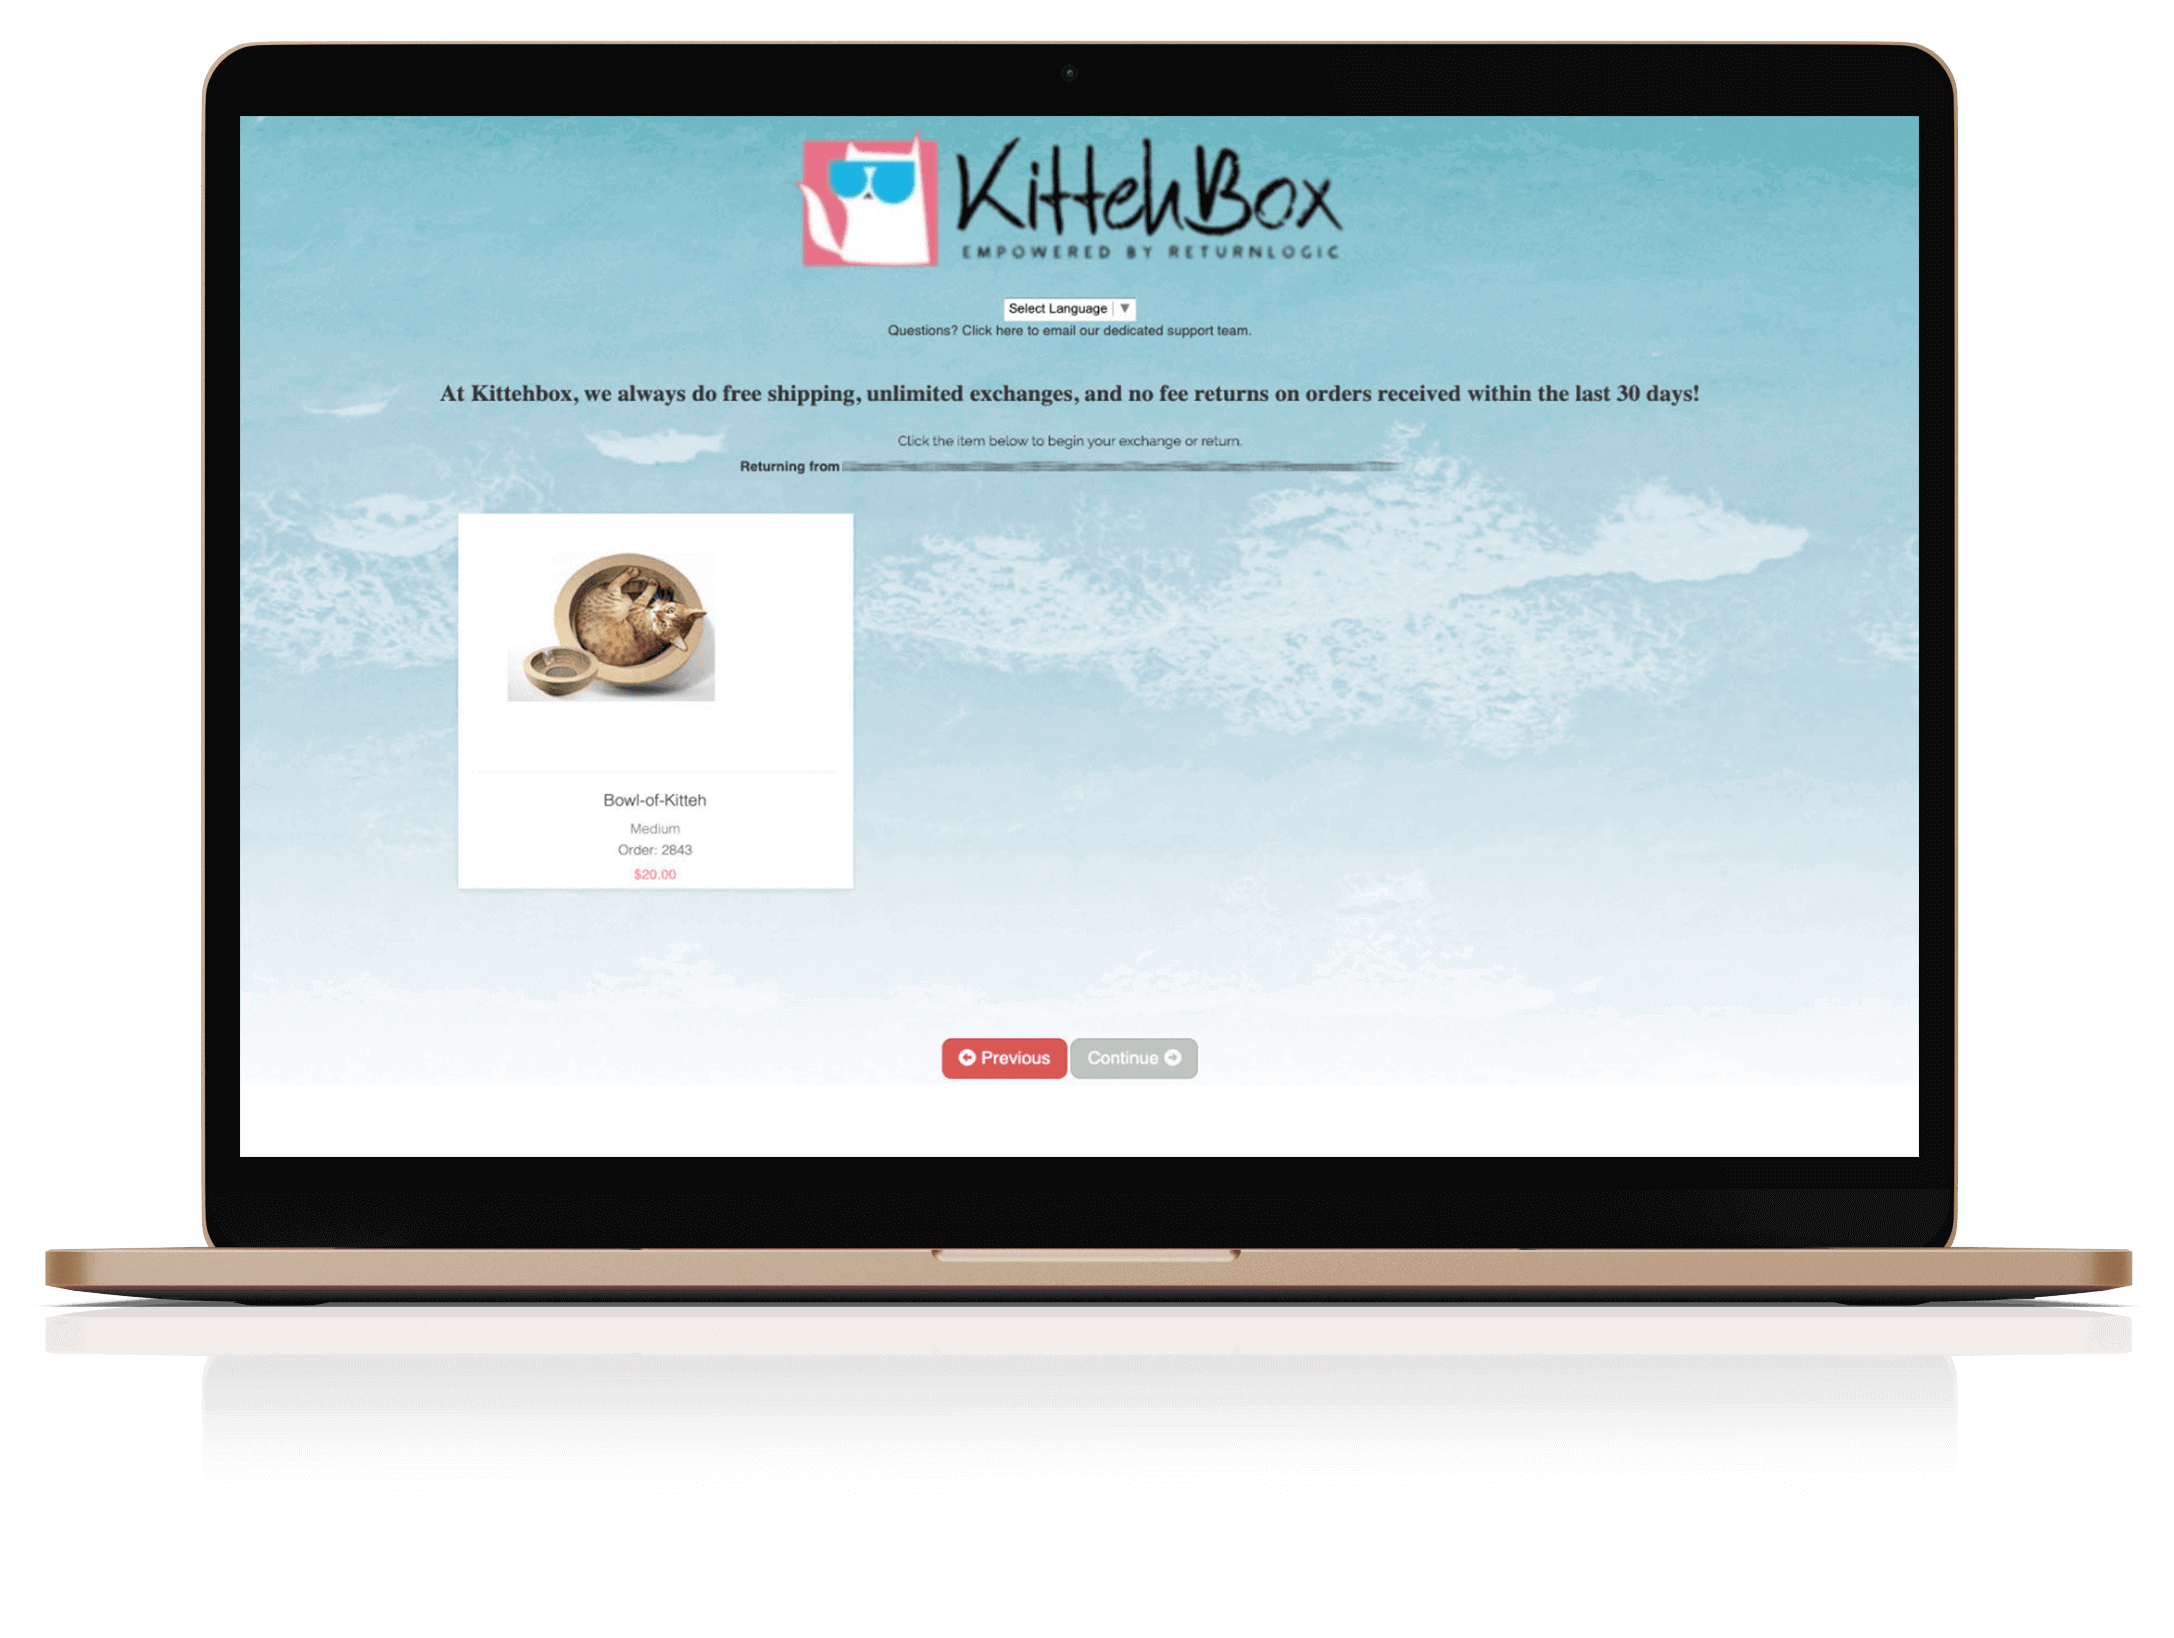 KittehBox
EMPOWERED BY RETURNLOGIC
Select Language ▼
Questions? Click here to email our dedicated support team.
At Kittehbox, we always do free shipping, unlimited exchanges, and no fee returns on orders received within the last 30 days!
Click the item below to begin your exchange or return.
Returning from
Bowl-of-Kitteh
Medium
Order: 2843
$20.00
Previous
Continue